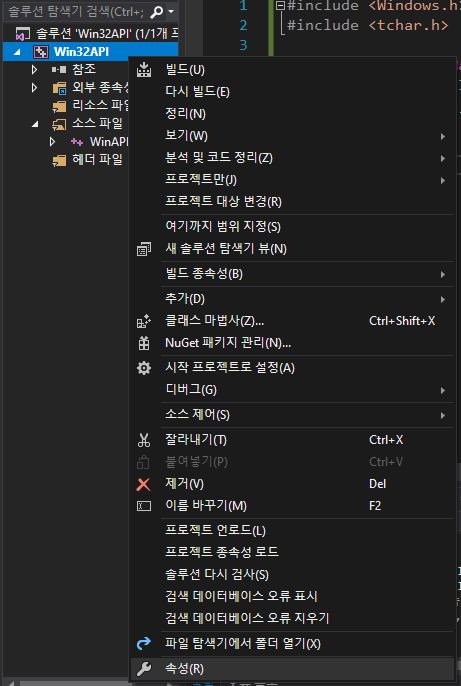 솔루션 탐색기 검색(Ctrl+;
솔루션 'Win32API' (1/1개 프
Win32API
참조
외부 종속성
리소스 파일
소스 파일
WinAPI
헤더 파일
1
2
3
#include <Windows.h
#include <tchar.h>
빌드(U)
다시 빌드(E)
정리(N)
보기(W)
분석 및 코드 정리(Z)
프로젝트만(J)
프로젝트 대상 변경(R)
여기까지 범위 지정(S)
새 솔루션 탐색기 뷰(N)
빌드 종속성(B)
추가(D)
클래스 마법사(Z)... Ctrl+Shift+X
NuGet 패키지 관리(N)...
시작 프로젝트로 설정(A)
디버그(G)
소스 제어(S)
잘라내기(T) Ctrl+X
붙여넣기(P) Ctrl+V
제거(V) Del
이름 바꾸기(M) F2
프로젝트 언로드(L)
프로젝트 종속성 로드
솔루션 다시 검사(S)
검색 데이터베이스 오류 표시
검색 데이터베이스 오류 지우기
파일 탐색기에서 폴더 열기(X)
속성(R)